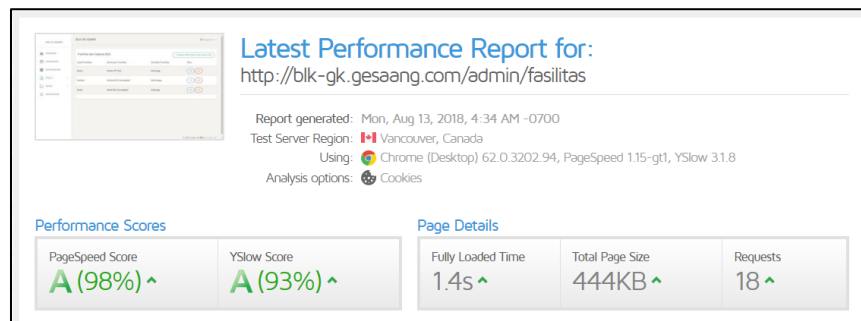 Latest Performance Report for:
http://blk-gk.gesaang.com/admin/fasilitas
Report generated: Mon, Aug 13, 2018, 4:34 AM -0700
Test Server Region: Vancouver, Canada
Using: Chrome (Desktop) 62.0.3202.94, PageSpeed 1.15-gt1, YSlow 3.1.8
Analysis options: Cookies
Performance Scores
PageSpeed Score
A (98%)
YSlow Score
A (93%)
Page Details
Fully Loaded Time
1.4s
Total Page Size
444KB
Requests
18